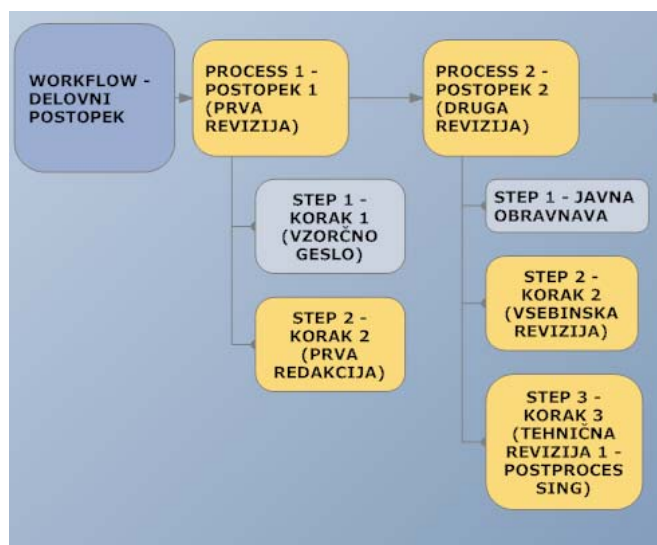 WORKFLOW -
DELOVNI
POSTOPEK
PROCESS 1 -
POSTOPEK 1
(PRVA
REVIZIJA)
STEP 1 -
KORAK 1
(VZORČNO
GESLO)
STEP 2 -
KORAK 2
(PRVA
REDAKCIJA)
PROCESS 2 -
POSTOPEK 2
(DRUGA
REVIZIJA)
STEP 1 - JAVNA
OBRAVNAVA
STEP 2 -
KORAK 2
(VSEBINSKA
REVIZIJA)
STEP 3 -
KORAK 3
(TEHNIČNA
REVIZIJA 1 -
POSTPROCES
SING)